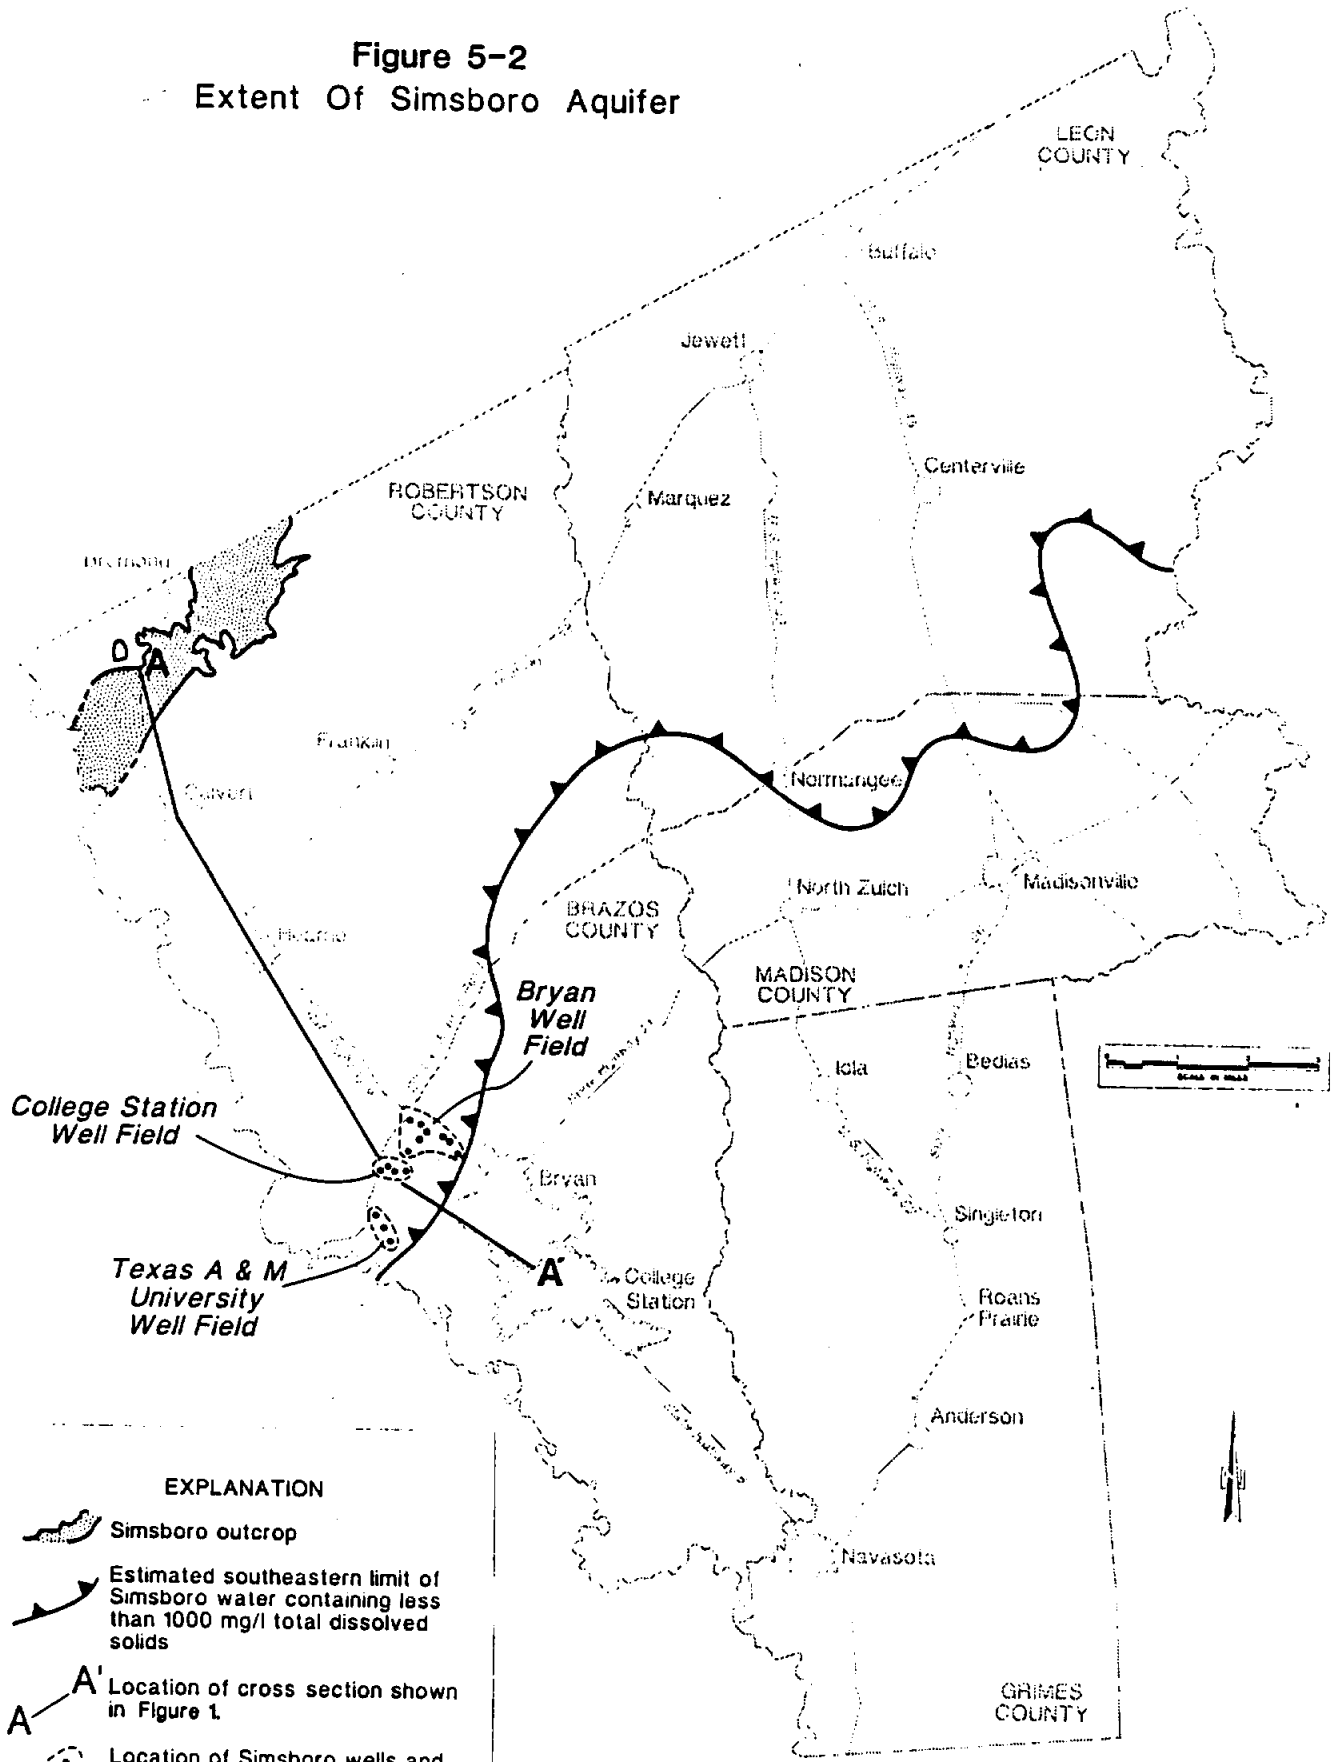 Figure 5-2
Extent Of Simsboro Aquifer
LEON
COUNTY
Buffalo
Jewett
Centerville
ROBERTSON
COUNTY
Marquez
Bremond
D
A
Franklin
Calvert
Normangee
North Zulch
Madisonville
BRAZOS
COUNTY
Hearne
MADISON
COUNTY
Bryan
Well
Field
Iola
Bedias
SCALE IN MILES
College Station
Well Field
Bryan
Singleton
Texas A & M
University
Well Field
A'
College
Station
Roans
Prairie
Anderson
EXPLANATION
Simsboro outcrop
Estimated southeastern limit of
Simsboro water containing less
than 1000 mg/l total dissolved
solids
Navasota
A A' Location of cross section shown
in Figure 1.
GRIMES
COUNTY
Location of Simsboro wells and